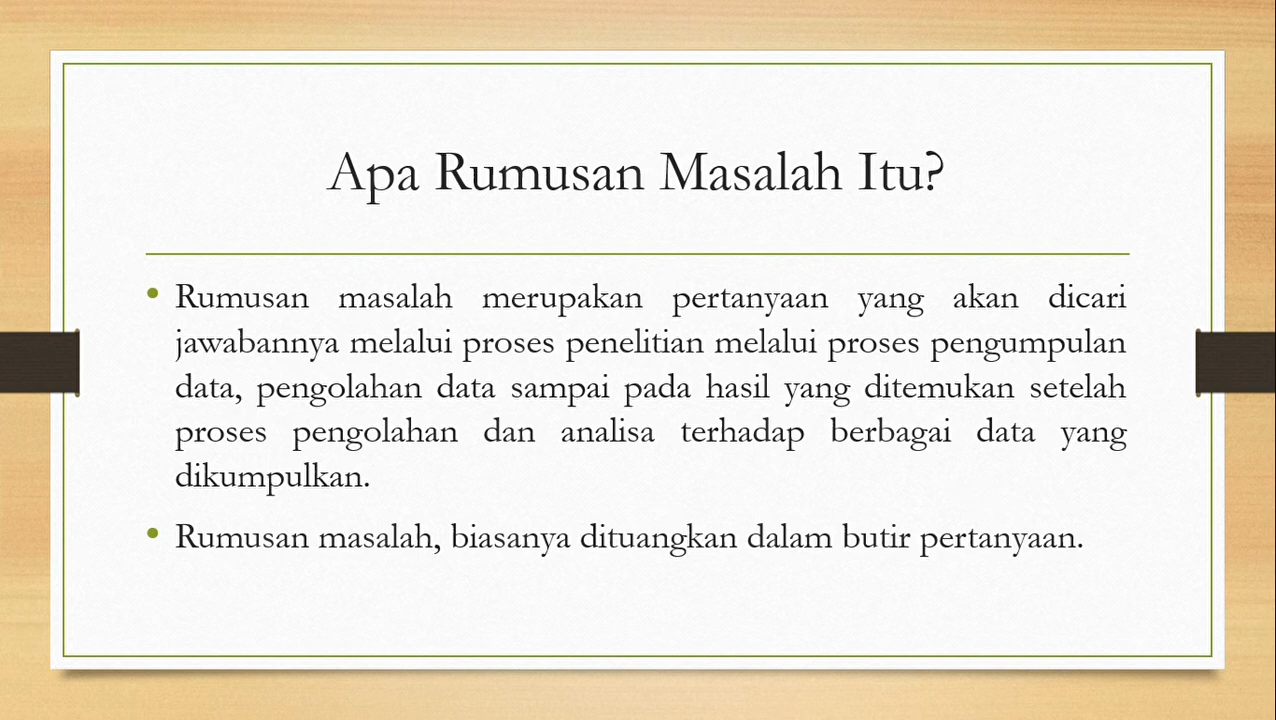 Apa Rumusan Masalah Itu?
• Rumusan masalah merupakan pertanyaan yang akan dicari
jawabannya melalui proses penelitian melalui proses pengumpulan
data, pengolahan data sampai pada hasil yang ditemukan setelah
proses pengolahan dan analisa terhadap berbagai data yang
dikumpulkan.
• Rumusan masalah, biasanya dituangkan dalam butir pertanyaan.